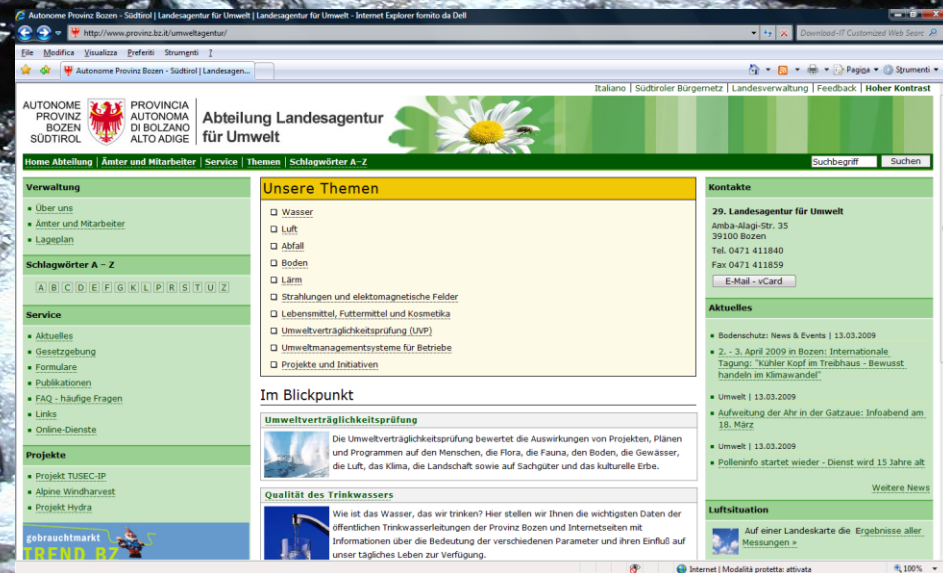 Autonome Provinz Bozen - Südtirol | Landesagentur für Umwelt | Landesagentur für Umwelt - Internet Explorer fornito da Dell
http://www.provinz.bz.it/umweltagentur/
Download-IT Customized Web Searc
File Modifica Visualizza Preferiti Strumenti ?
Autonome Provinz Bozen - Südtirol | Landesagen...
Pagina Strumenti
Italiano | Südtiroler Bürgernetz | Landesverwaltung | Feedback | Hoher Kontrast
AUTONOME PROVINZ BOZEN SÜDTIROL
PROVINCIA AUTONOMA DI BOLZANO ALTO ADIGE
Abteilung Landesagentur
für Umwelt
Home Abteilung | Ämter und Mitarbeiter | Service | Themen | Schlagwörter A-Z
Suchbegriff Suchen
Verwaltung
Über uns
Ämter und Mitarbeiter
Lageplan
Schlagwörter A – Z
A B C D E F G K L P R S T U Z
Service
Aktuelles
Gesetzgebung
Formulare
Publikationen
FAQ - häufige Fragen
Links
Online-Dienste
Projekte
Projekt TUSEC-IP
Alpine Windharvest
Projekt Hydra
gebrauchtmarkt
TREND.BZ
Unsere Themen
Wasser
Luft
Abfall
Boden
Lärm
Strahlungen und elektomagnetische Felder
Lebensmittel, Futtermittel und Kosmetika
Umweltverträglichkeitsprüfung (UVP)
Umweltmanagementsysteme für Betriebe
Projekte und Initiativen
Im Blickpunkt
Umweltverträglichkeitsprüfung
Die Umweltverträglichkeitsprüfung bewertet die Auswirkungen von Projekten, Plänen
und Programmen auf den Menschen, die Flora, die Fauna, den Boden, die Gewässer,
die Luft, das Klima, die Landschaft sowie auf Sachgüter und das kulturelle Erbe.
Qualität des Trinkwassers
Wie ist das Wasser, das wir trinken? Hier stellen wir Ihnen die wichtigsten Daten der
öffentlichen Trinkwasserleitungen der Provinz Bozen und Internetseiten mit
Informationen über die Bedeutung der verschiedenen Parameter und ihren Einfluß auf
unser tägliches Leben zur Verfügung.
Kontakte
29. Landesagentur für Umwelt
Amba-Alagi-Str. 35
39100 Bozen
Tel. 0471 411840
Fax 0471 411859
E-Mail - vCard
Aktuelles
Bodenschutz: News & Events | 13.03.2009
2. - 3. April 2009 in Bozen: Internationale
Tagung: "Kühler Kopf im Treibhaus - Bewusst
handeln im Klimawandel"
Umwelt | 13.03.2009
Aufweitung der Ahr in der Gatzaue: Infoabend am
18. März
Umwelt | 13.03.2009
Polleninfo startet wieder - Dienst wird 15 Jahre alt
Weitere News
Luftsituation
Auf einer Landeskarte die Ergebnisse aller
Messungen »
Internet | Modalità protetta: attivata
100%